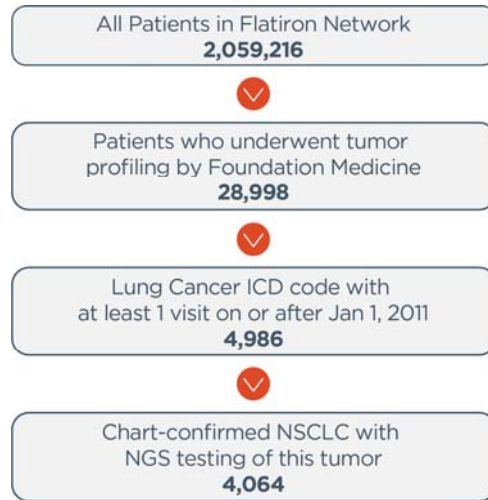 All Patients in Flatiron Network
2,059,216
Patients who underwent tumor
profiling by Foundation Medicine
28,998
Lung Cancer ICD code with
at least 1 visit on or after Jan 1, 2011
4,986
Chart-confirmed NSCLC with
NGS testing of this tumor
4,064